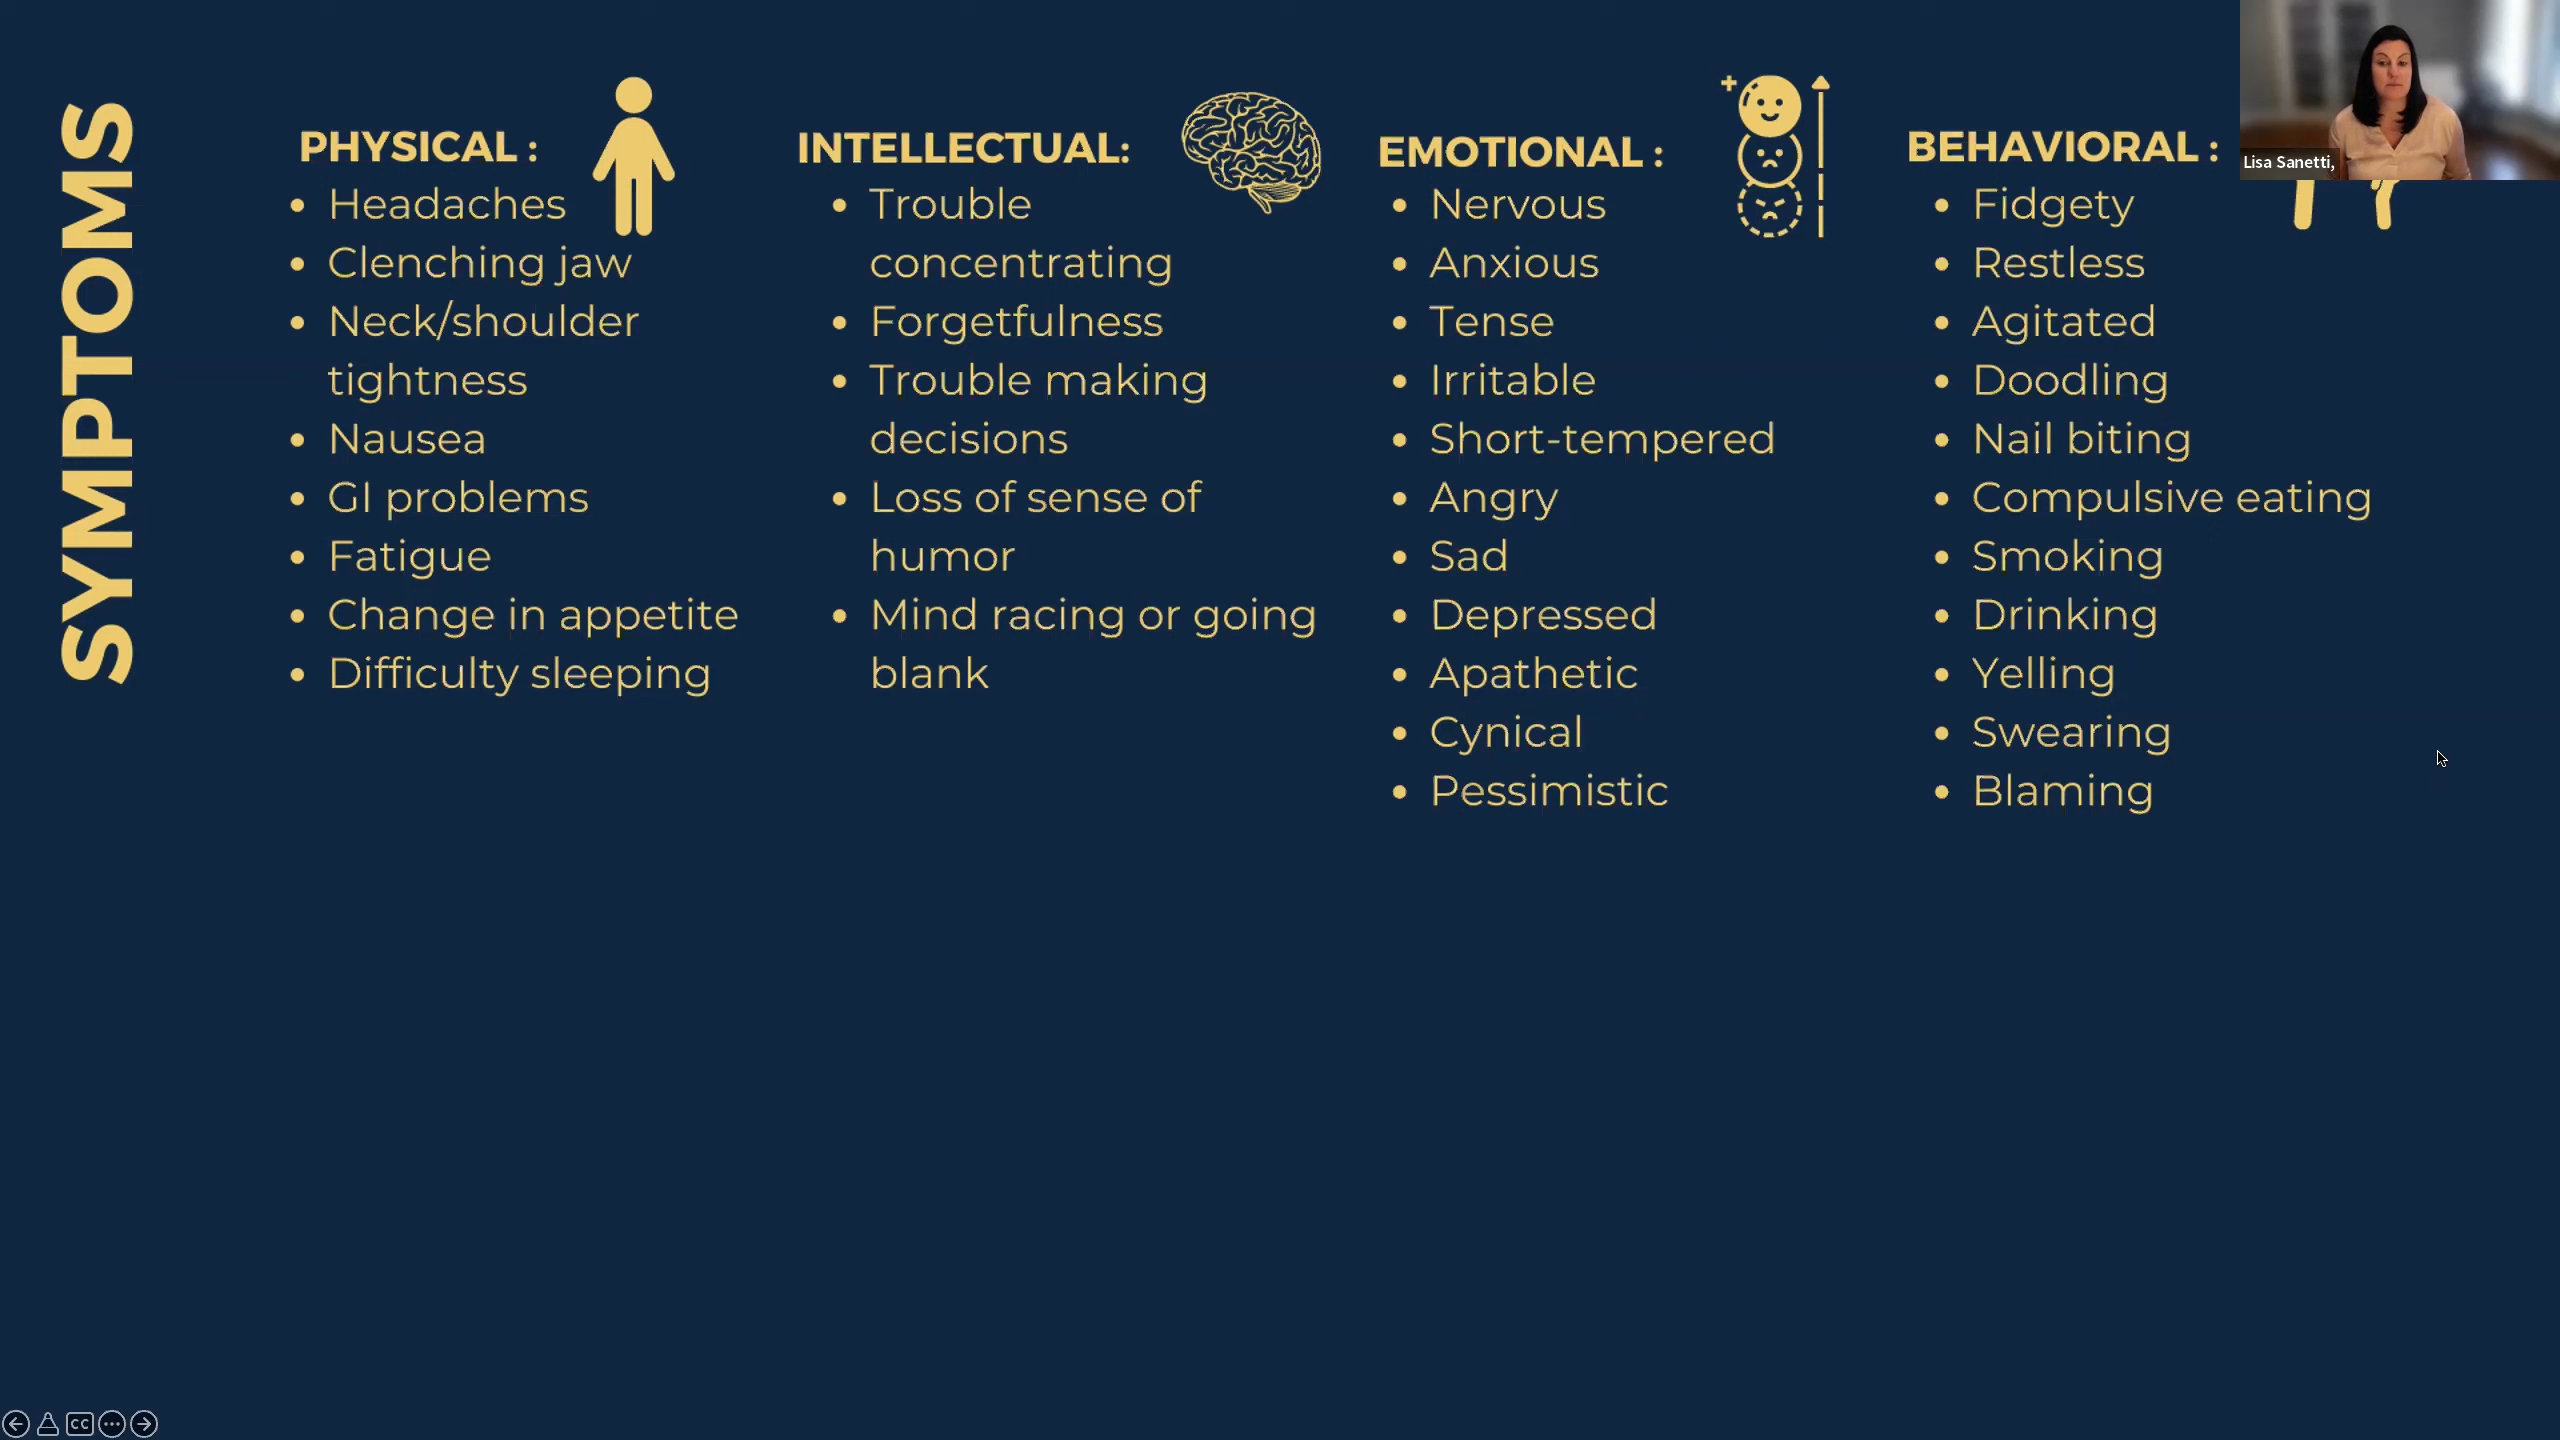 SYMPTOMS
PHYSICAL :
• Headaches
• Clenching jaw
• Neck/shoulder
tightness
• Nausea
• GI problems
• Fatigue
• Change in appetite
• Difficulty sleeping
INTELLECTUAL:
• Trouble
concentrating
• Forgetfulness
• Trouble making
decisions
• Loss of sense of
humor
• Mind racing or going
blank
EMOTIONAL :
• Nervous
• Anxious
• Tense
• Irritable
• Short-tempered
• Angry
• Sad
• Depressed
• Apathetic
• Cynical
• Pessimistic
BEHAVIORAL :
• Fidgety
• Restless
• Agitated
• Doodling
• Nail biting
• Compulsive eating
• Smoking
• Drinking
• Yelling
• Swearing
• Blaming
Lisa Sanetti,
CC